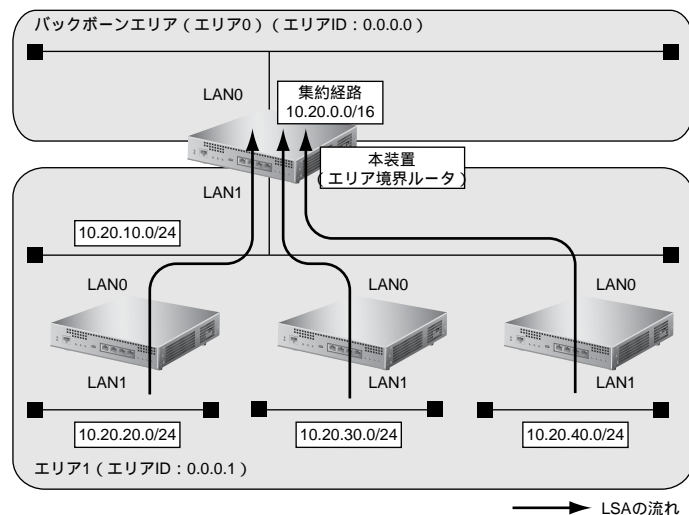 バックボーンエリア（エリア0）（エリアID：0.0.0.0）
LAN0
集約経路
10.20.0.0/16
本装置
（エリア境界ルータ）
LAN1
10.20.10.0/24
LAN0
LAN0
LAN0
LAN1
LAN1
LAN1
10.20.20.0/24
10.20.30.0/24
10.20.40.0/24
エリア1（エリアID：0.0.0.1）
LSAの流れ